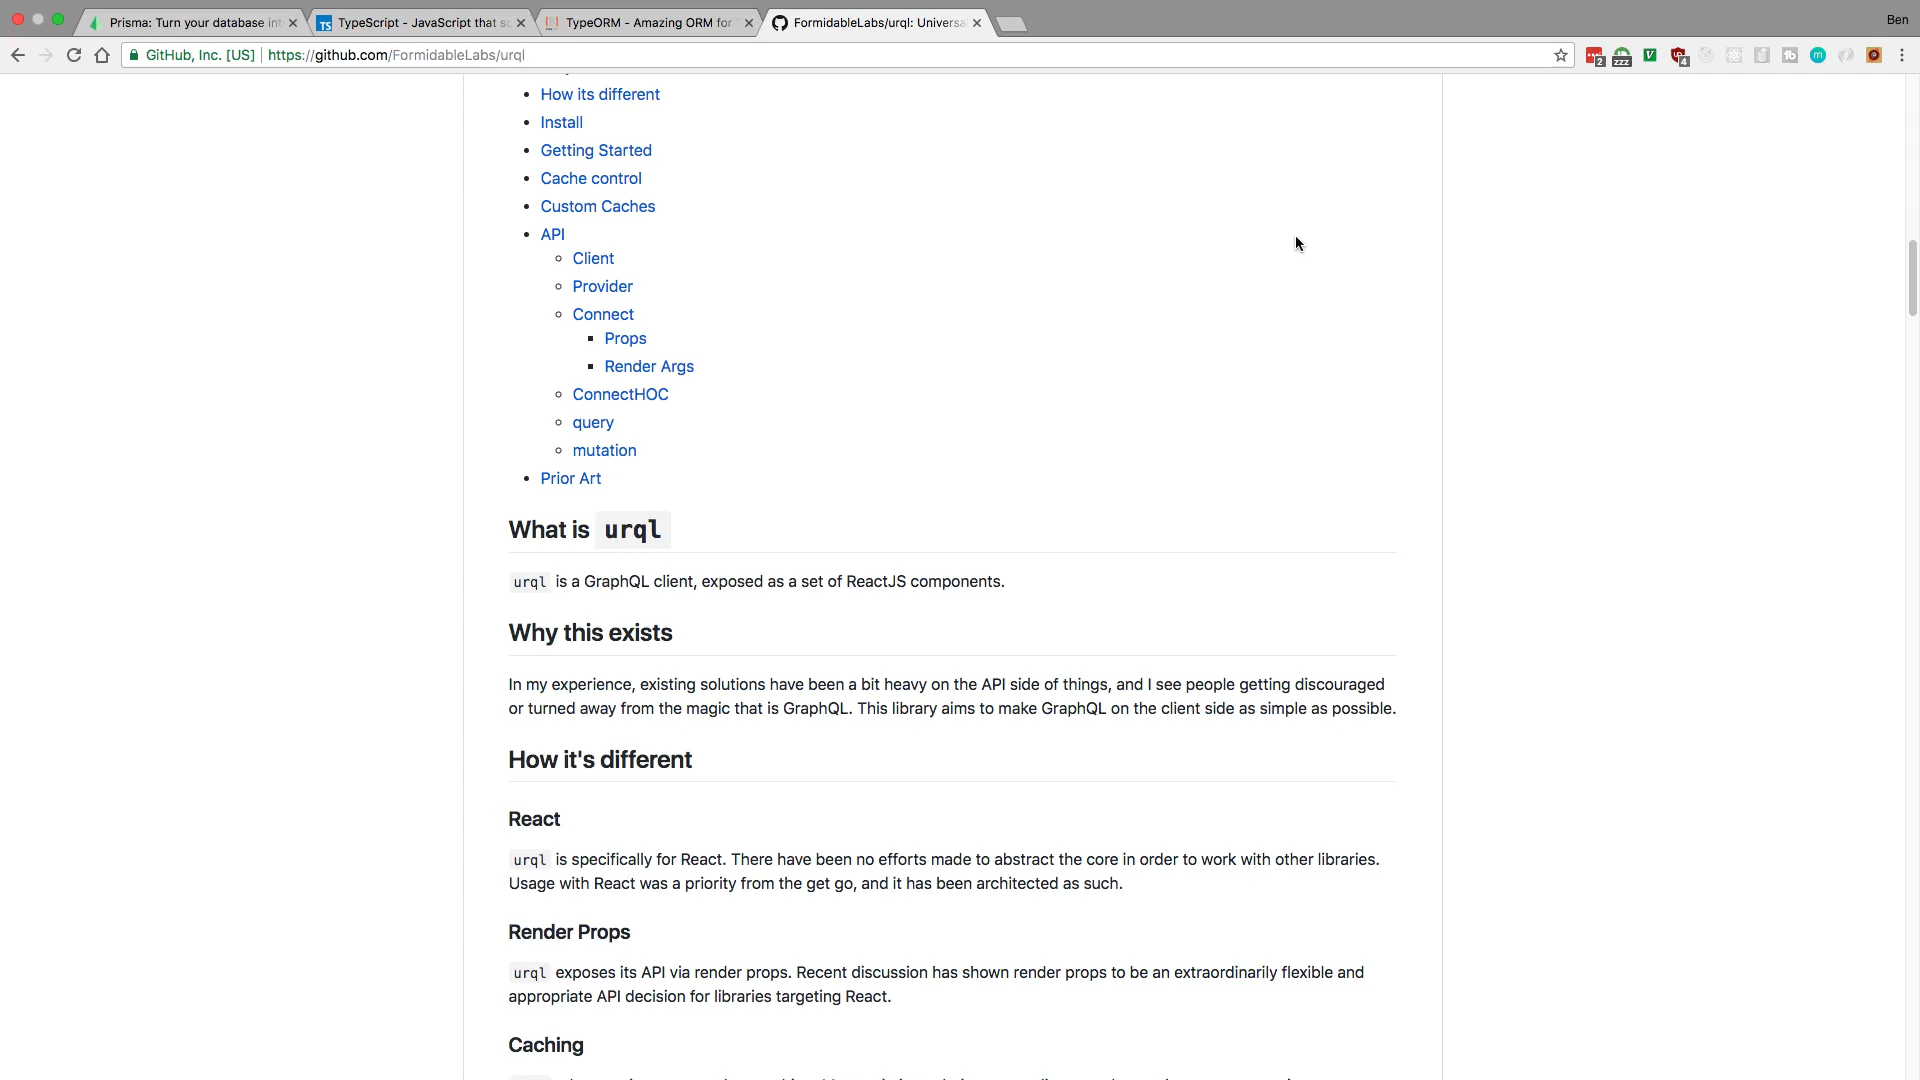 Prisma: Turn your database int
TypeScript - JavaScript that sc
TypeORM - Amazing ORM for T
FormidableLabs/urql: Universa
Ben
GitHub, Inc. [US] https://github.com/FormidableLabs/urql
2
zzz
4
How its different
Install
Getting Started
Cache control
Custom Caches
API
Client
Provider
Connect
Props
Render Args
ConnectHOC
query
mutation
Prior Art
What is urql
urql is a GraphQL client, exposed as a set of ReactJS components.
Why this exists
In my experience, existing solutions have been a bit heavy on the API side of things, and I see people getting discouraged
or turned away from the magic that is GraphQL. This library aims to make GraphQL on the client side as simple as possible.
How it's different
React
urql is specifically for React. There have been no efforts made to abstract the core in order to work with other libraries.
Usage with React was a priority from the get go, and it has been architected as such.
Render Props
urql exposes its API via render props. Recent discussion has shown render props to be an extraordinarily flexible and
appropriate API decision for libraries targeting React.
Caching